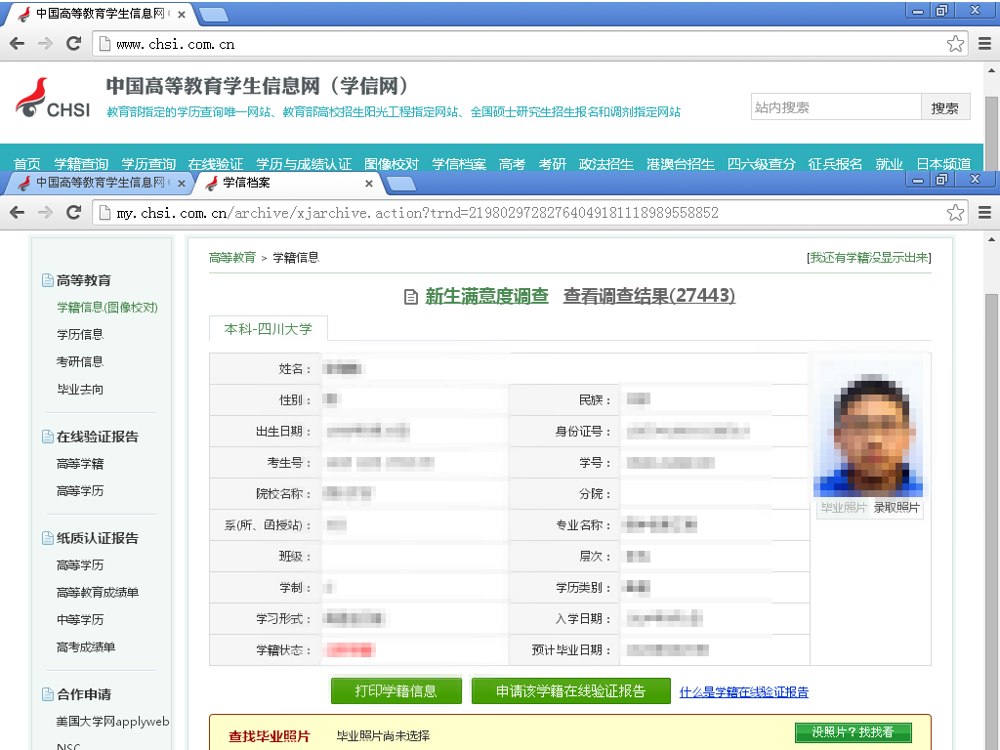 中国高等教育学生信息网
www.chsi.com.cn
CHSI
中国高等教育学生信息网（学信网）
教育部指定的学历查询唯一网站、教育部高校招生阳光工程指定网站、全国硕士研究生招生报名和调剂指定网站
站内搜索 搜索
首页 学籍查询 学历查询 在线验证 学历与成绩认证 图像校对 学信档案 高考 考研 政法招生 港澳台招生 四六级查分 征兵报名 就业 日本频道
中国高等教育学生信息网 学信档案
my.chsi.com.cn/archive/xjarchive.action?trnd=21980297282764049181118989558852
高等教育
学籍信息(图像校对)
学历信息
考研信息
毕业去向
在线验证报告
高等学籍
高等学历
纸质认证报告
高等学历
高等教育成绩单
中等学历
高考成绩单
合作申请
美国大学网applyweb
NSC
高等教育 > 学籍信息 [我还有学籍没显示出来]
新生满意度调查 查看调查结果(27443)
本科-四川大学
姓名：
性别： 民族：
出生日期： 身份证号：
考生号： 学号：
院校名称： 分院：
系(所、函授站)： 专业名称：
班级： 层次：
学制： 学历类别：
学习形式： 入学日期：
学籍状态： 预计毕业日期：
毕业照片 录取照片
打印学籍信息 申请该学籍在线验证报告 什么是学籍在线验证报告
查找毕业照片 毕业照片尚未选择 没照片？找找看